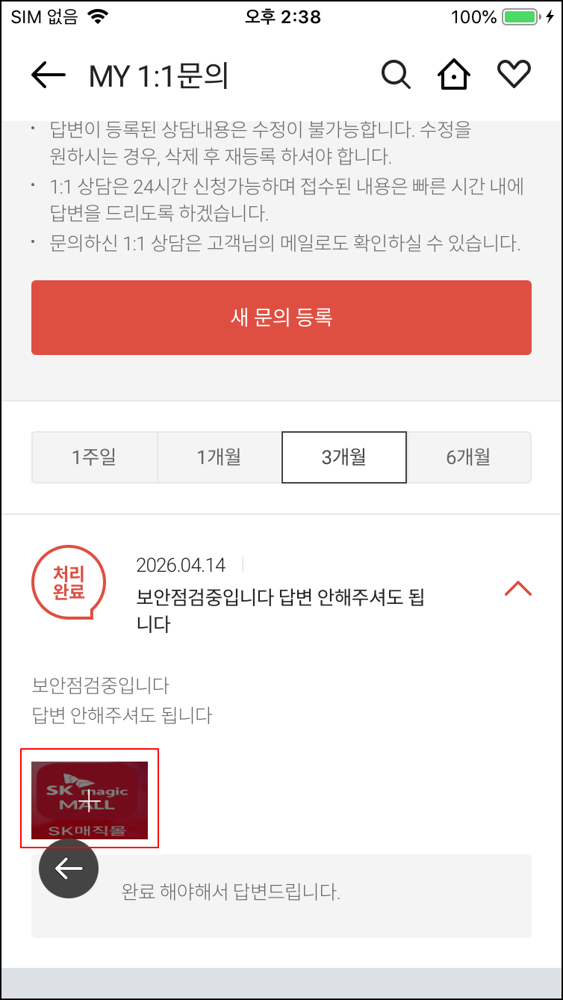 SIM 없음
오후 2:38
100%
MY 1:1문의
· 답변이 등록된 상담내용은 수정이 불가능합니다. 수정을
원하시는 경우, 삭제 후 재등록 하셔야 합니다.
· 1:1 상담은 24시간 신청가능하며 접수된 내용은 빠른 시간 내에
답변을 드리도록 하겠습니다.
· 문의하신 1:1 상담은 고객님의 메일로도 확인하실 수 있습니다.
새 문의 등록
1주일
1개월
3개월
6개월
처리
완료
2026.04.14
보안점검중입니다 답변 안해주셔도 됩
니다
보안점검중입니다
답변 안해주셔도 됩니다
SK magic
MALL
SK매직몰
완료 해야해서 답변드립니다.